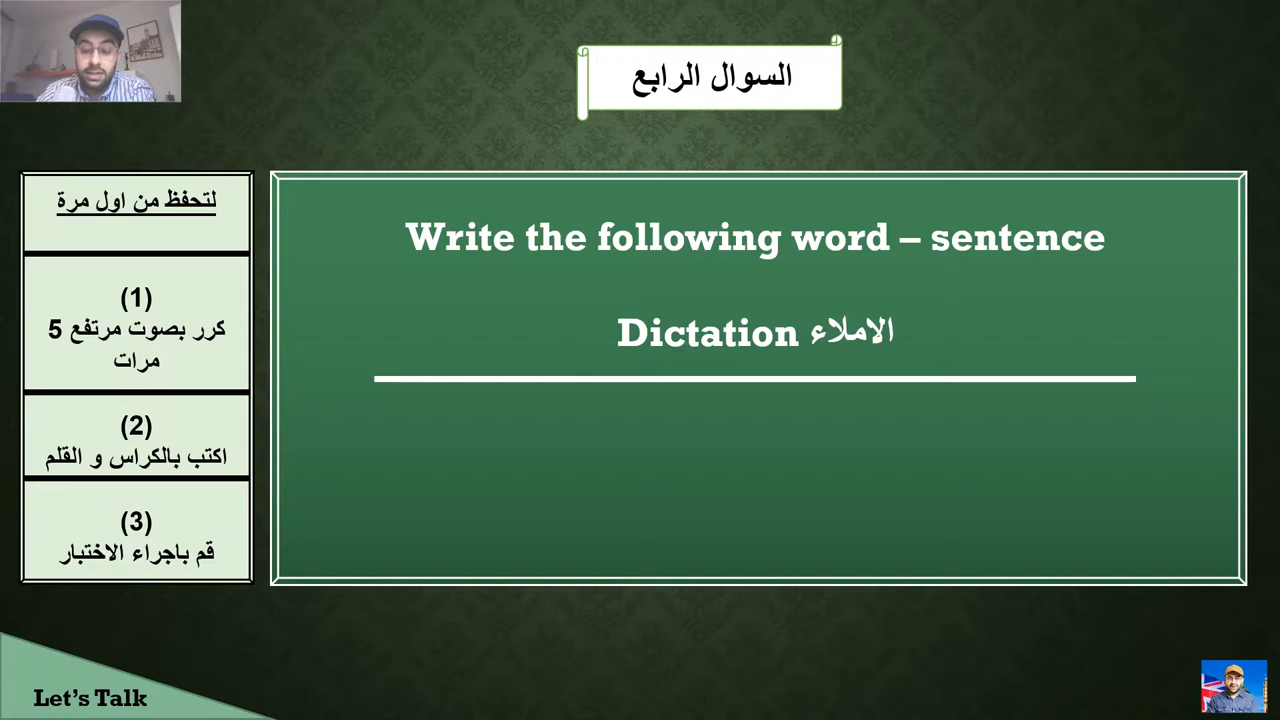 السوال الرابع
لتحفظ من اول مرة
(1)
كرر بصوت مرتفع 5
مرات
(2)
اكتب بالكراس و القلم
(3)
قم باجراء الاختبار
Write the following word – sentence
Dictation الاملاء
Let's Talk